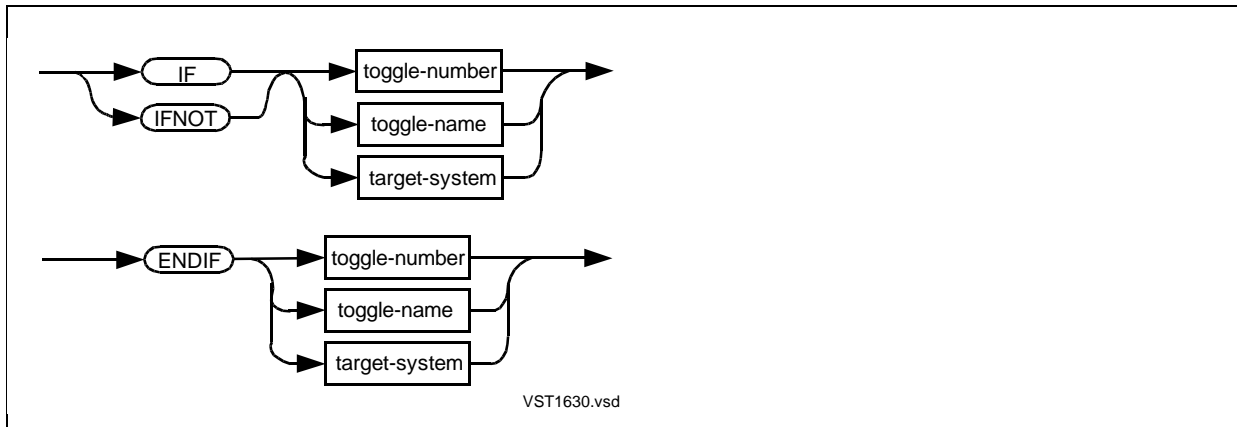 IF
toggle-number
IFNOT
toggle-name
target-system
ENDIF
toggle-number
toggle-name
target-system
VST1630.vsd